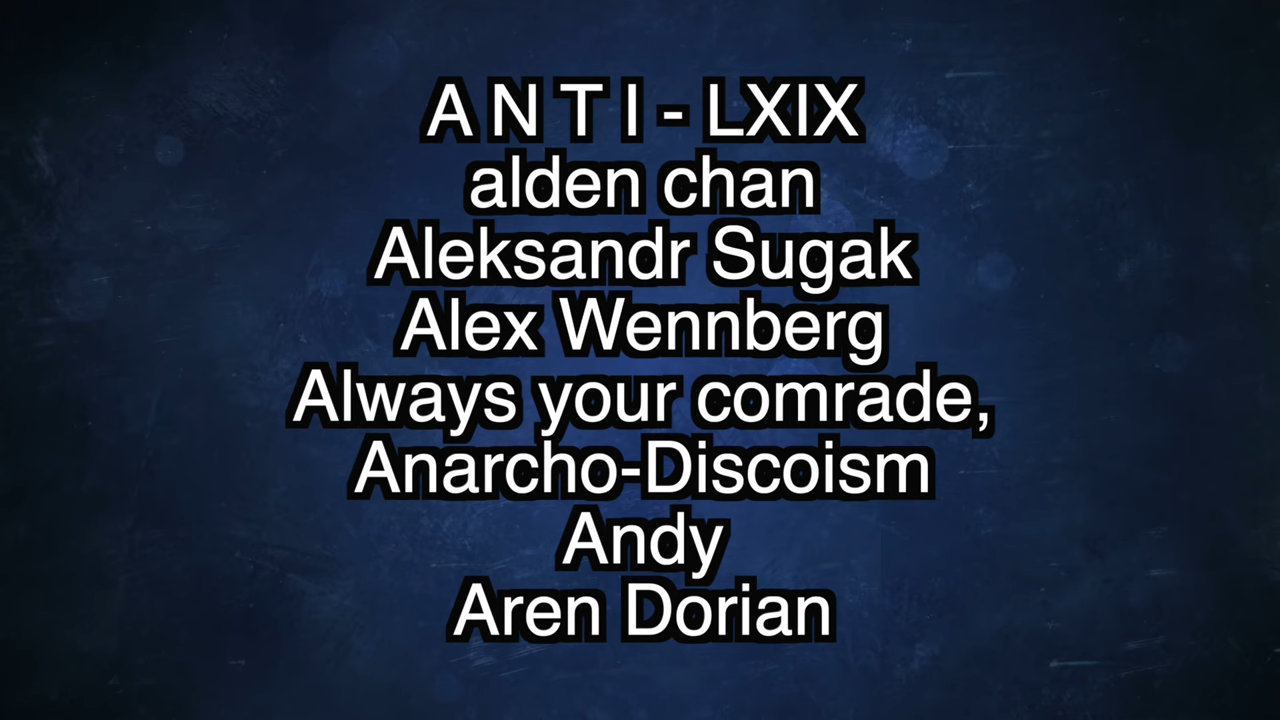 A N T I - LXIX
alden chan
Aleksandr Sugak
Alex Wennberg
Always your comrade,
Anarcho-Discoism
Andy
Aren Dorian